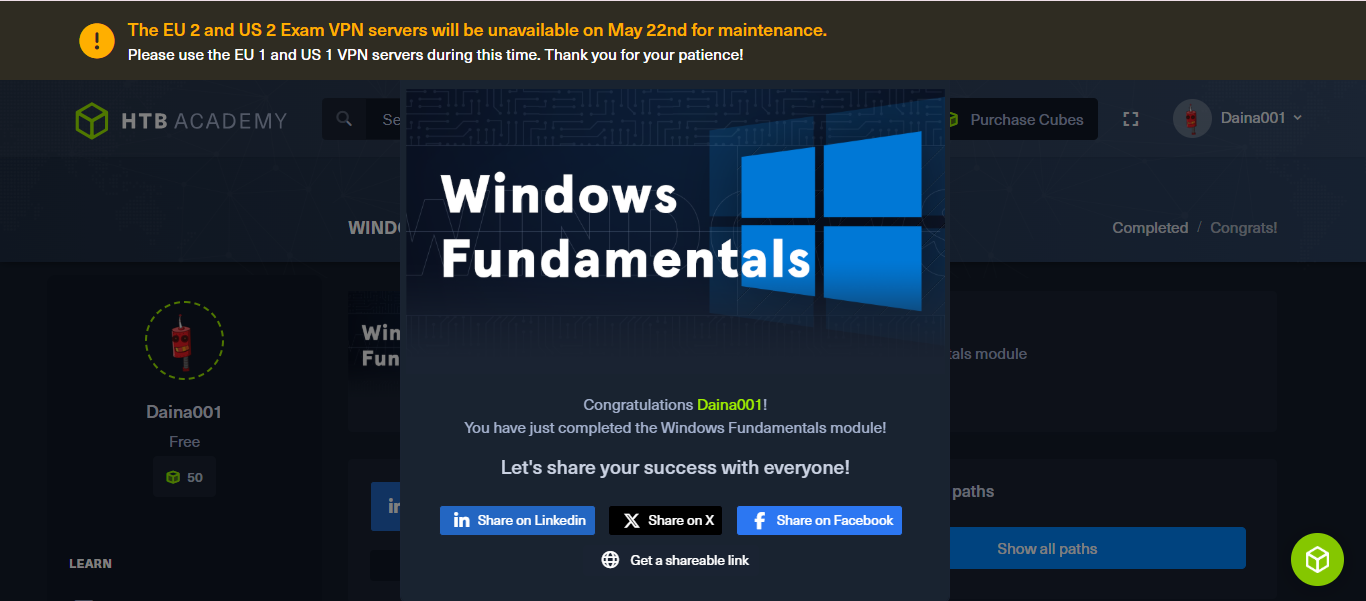 The EU 2 and US 2 Exam VPN servers will be unavailable on May 22nd for maintenance.
Please use the EU 1 and US 1 VPN servers during this time. Thank you for your patience!
HTB ACADEMY
Se
Purchase Cubes
Daina001
Windows
Fundamentals
WIND
Completed / Congrats!
Daina001
Free
50
Win
Fun
als module
Congratulations Daina001!
You have just completed the Windows Fundamentals module!
Let's share your success with everyone!
paths
in Share on Linkedin
X Share on X
f Share on Facebook
Show all paths
Get a shareable link
LEARN